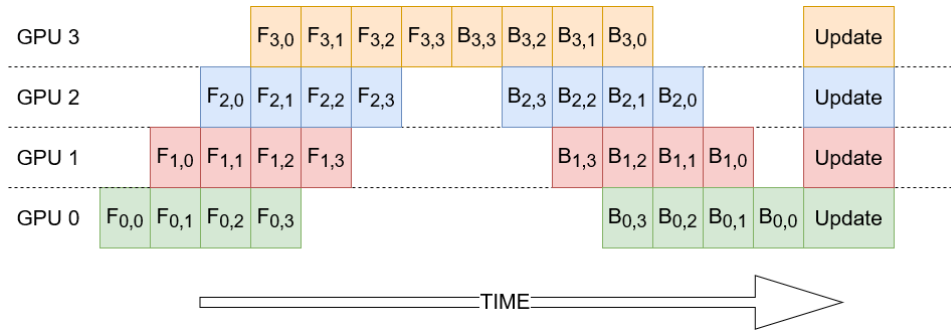 GPU 3 F3,0 F3,1 F3,2 F3,3 B3,3 B3,2 B3,1 B3,0 Update
GPU 2 F2,0 F2,1 F2,2 F2,3 B2,3 B2,2 B2,1 B2,0 Update
GPU 1 F1,0 F1,1 F1,2 F1,3 B1,3 B1,2 B1,1 B1,0 Update
GPU 0 F0,0 F0,1 F0,2 F0,3 B0,3 B0,2 B0,1 B0,0 Update
TIME